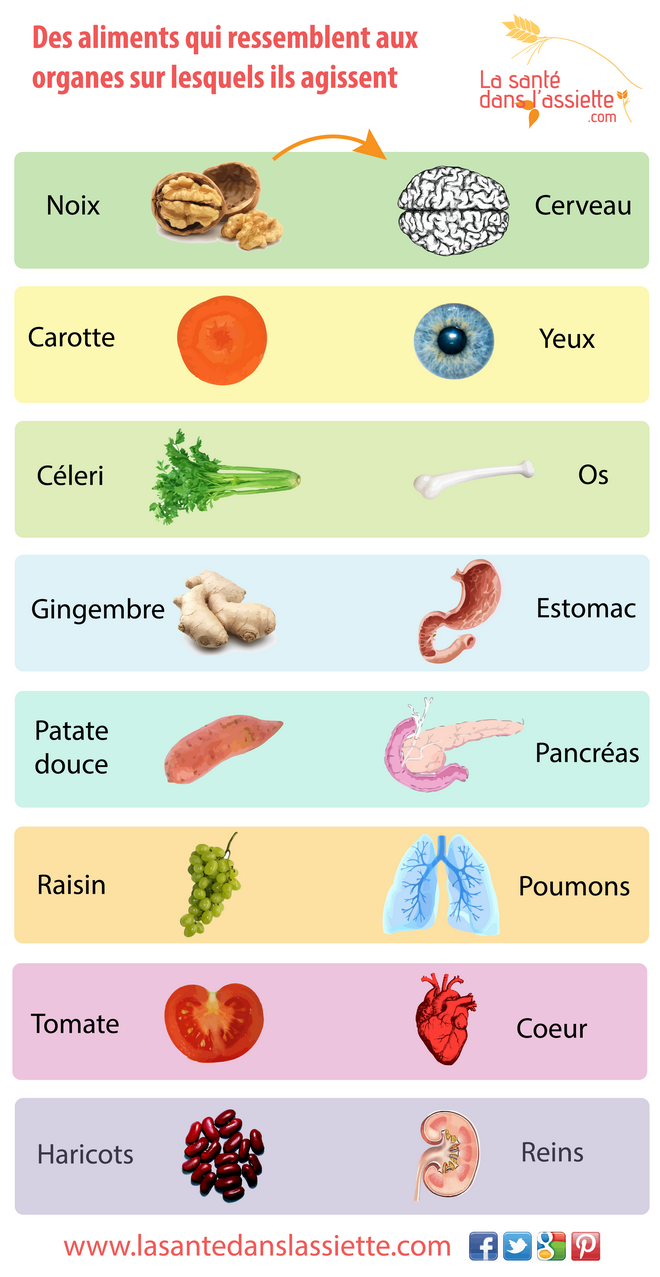 Des aliments qui ressemblent aux
organes sur lesquels ils agissent
La santé
dans l'assiette
.com
Noix
Cerveau
Carotte
Yeux
Céleri
Os
Gingembre
Estomac
Patate
douce
Pancréas
Raisin
Poumons
Tomate
Coeur
Haricots
Reins
www.lasantedanslassiette.com